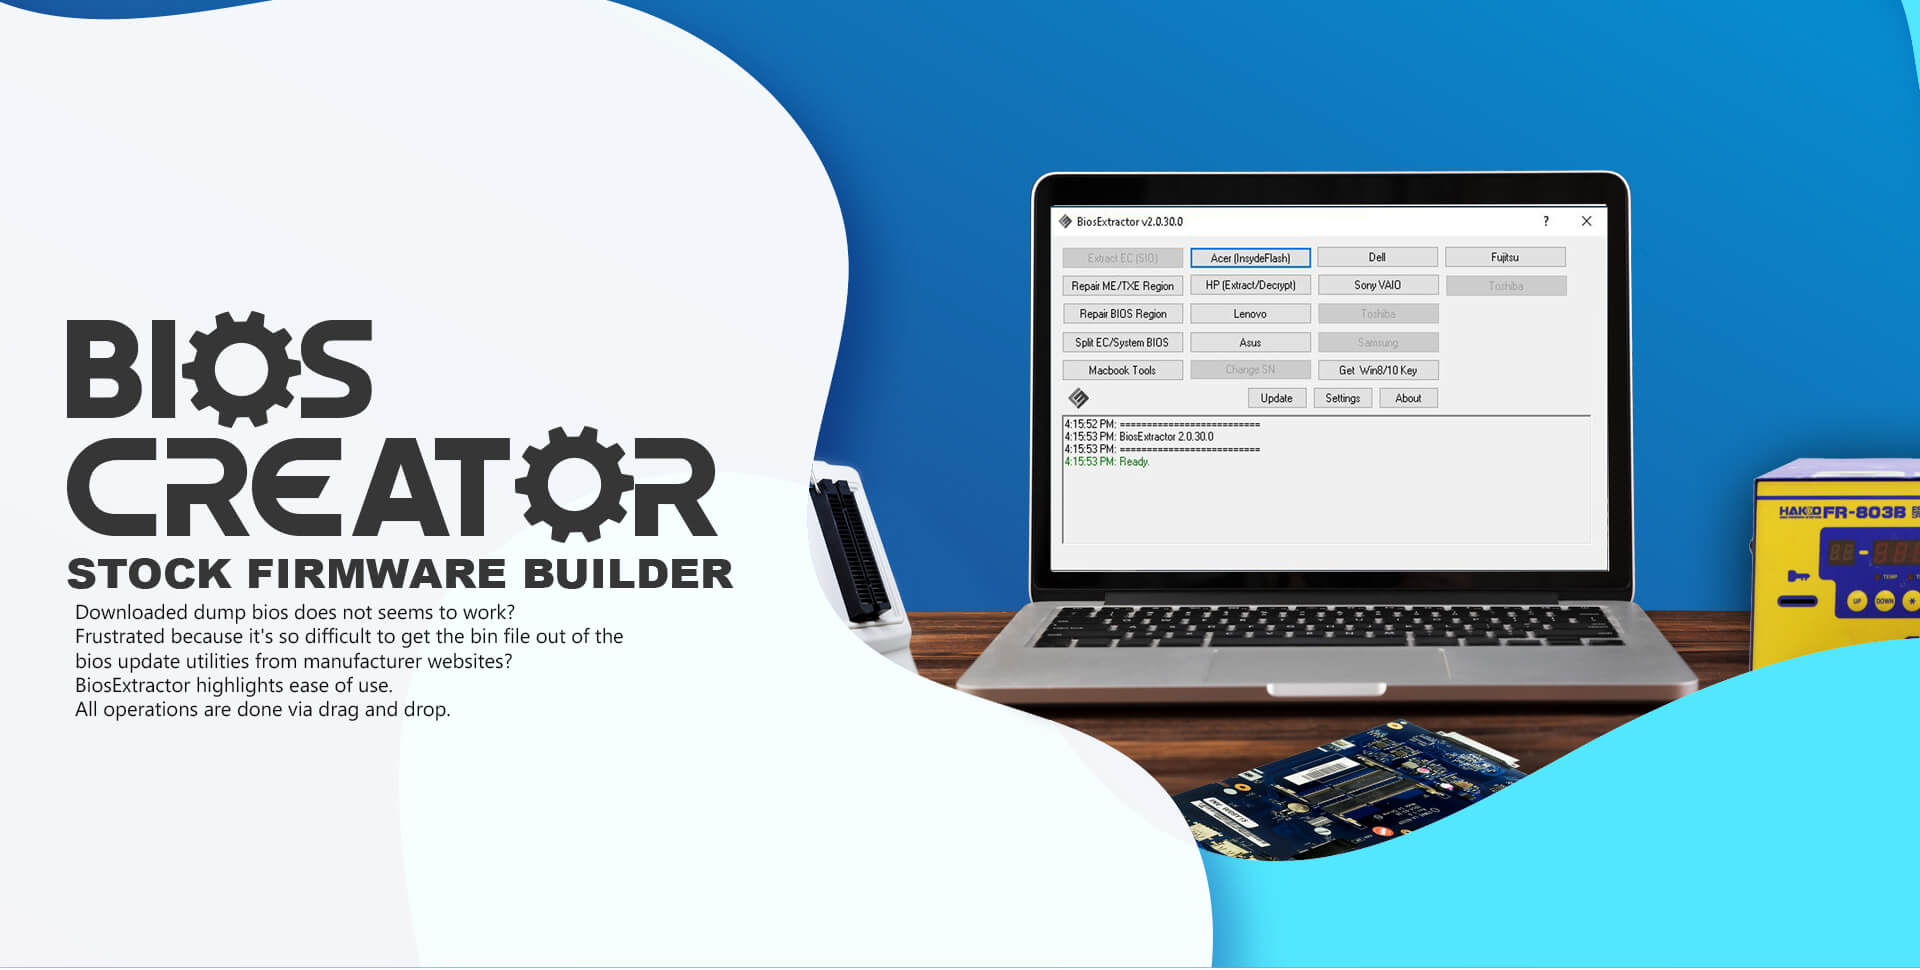 BIOS
CREATOR
STOCK FIRMWARE BUILDER
Downloaded dump bios does not seems to work?
Frustrated because it's so difficult to get the bin file out of the
bios update utilities from manufacturer websites?
BiosExtractor highlights ease of use.
All operations are done via drag and drop.
BiosExtractor v2.0.30.0 ?
Extract EC (SIO) Acer (InsydeFlash) Dell Fujitsu
Repair ME/TXE Region HP (Extract/Decrypt) Sony VAIO Toshiba
Repair BIOS Region Lenovo Toshiba
Split EC/System BIOS Asus Samsung
Macbook Tools Change SN Get Win8/10 Key
Update Settings About
4:15:52 PM: ==========================
4:15:53 PM: BiosExtractor 2.0.30.0
4:15:53 PM: ==========================
4:15:53 PM: Ready.
HAKKO FR-803B
TEMP
UP DOWN